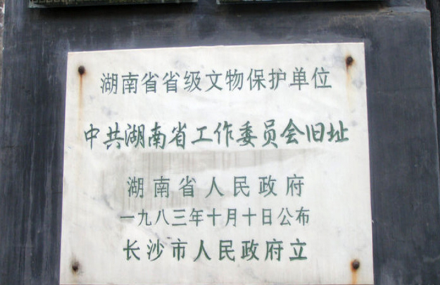 湖南省省级文物保护单位
中共湖南省工作委员会旧址
湖南省人民政府
一九八三年十月十日公布
长沙市人民政府立